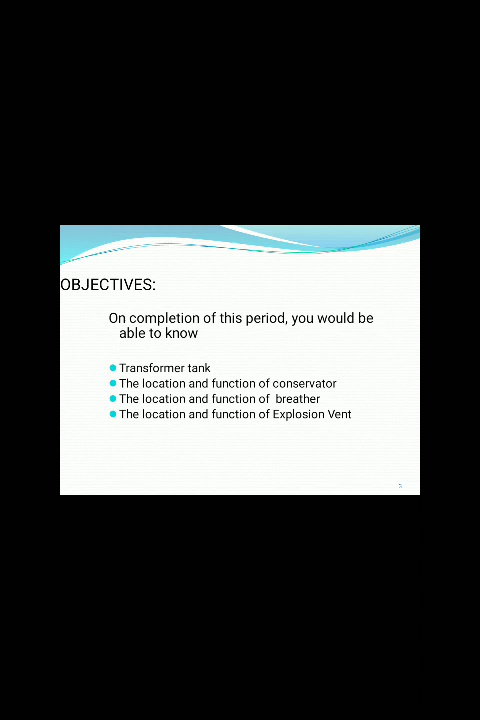 OBJECTIVES:
On completion of this period, you would be
able to know
Transformer tank
The location and function of conservator
The location and function of breather
The location and function of Explosion Vent